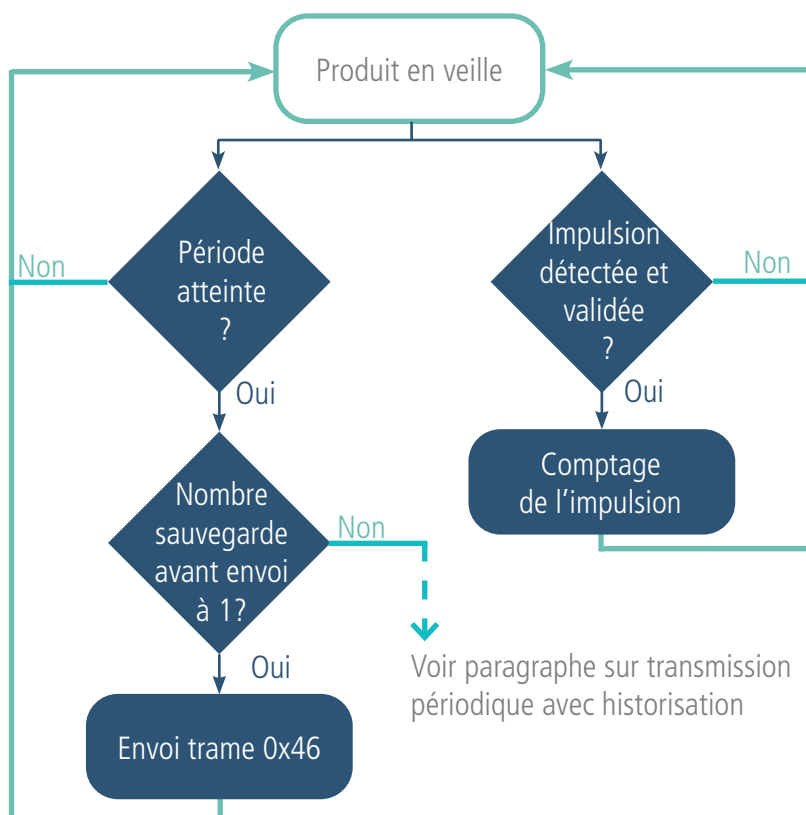 Produit en veille
Non
Période
atteinte
?
Impulsion
détectée et
validée
?
Non
Oui
Oui
Nombre
sauvegarde
avant envoi
à 1?
Non
Comptage
de l'impulsion
Oui
Voir paragraphe sur transmission
périodique avec historisation
Envoi trame 0x46